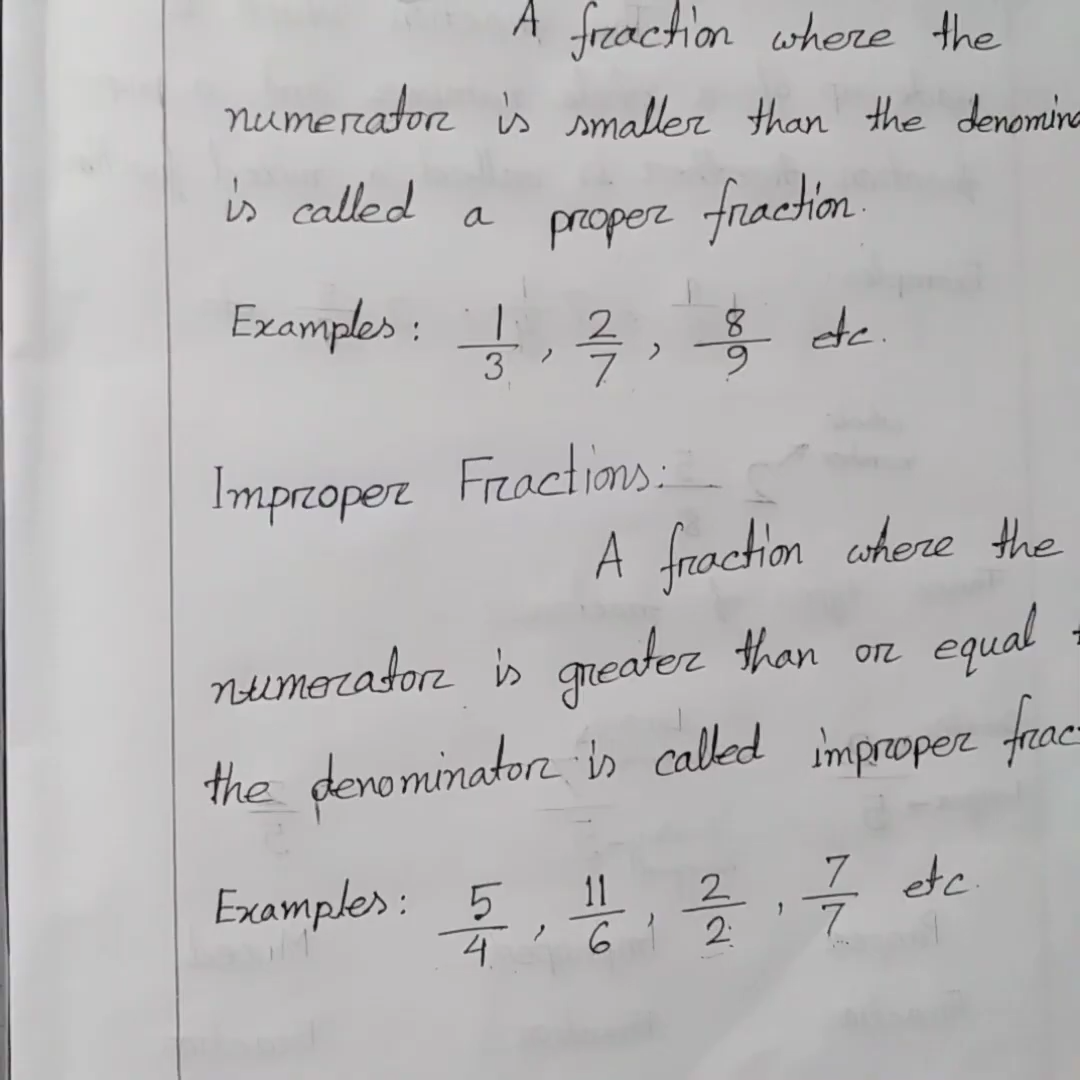 A fraction where the
numerator is smaller than the denomina
is called a proper fraction.
Examples: 1/3, 2/7, 8/9 etc.
Improper Fractions:
A fraction where the
numerator is greater than or equal t
the denominator is called improper frac
Examples: 5/4, 11/6, 2/2, 7/7 etc.